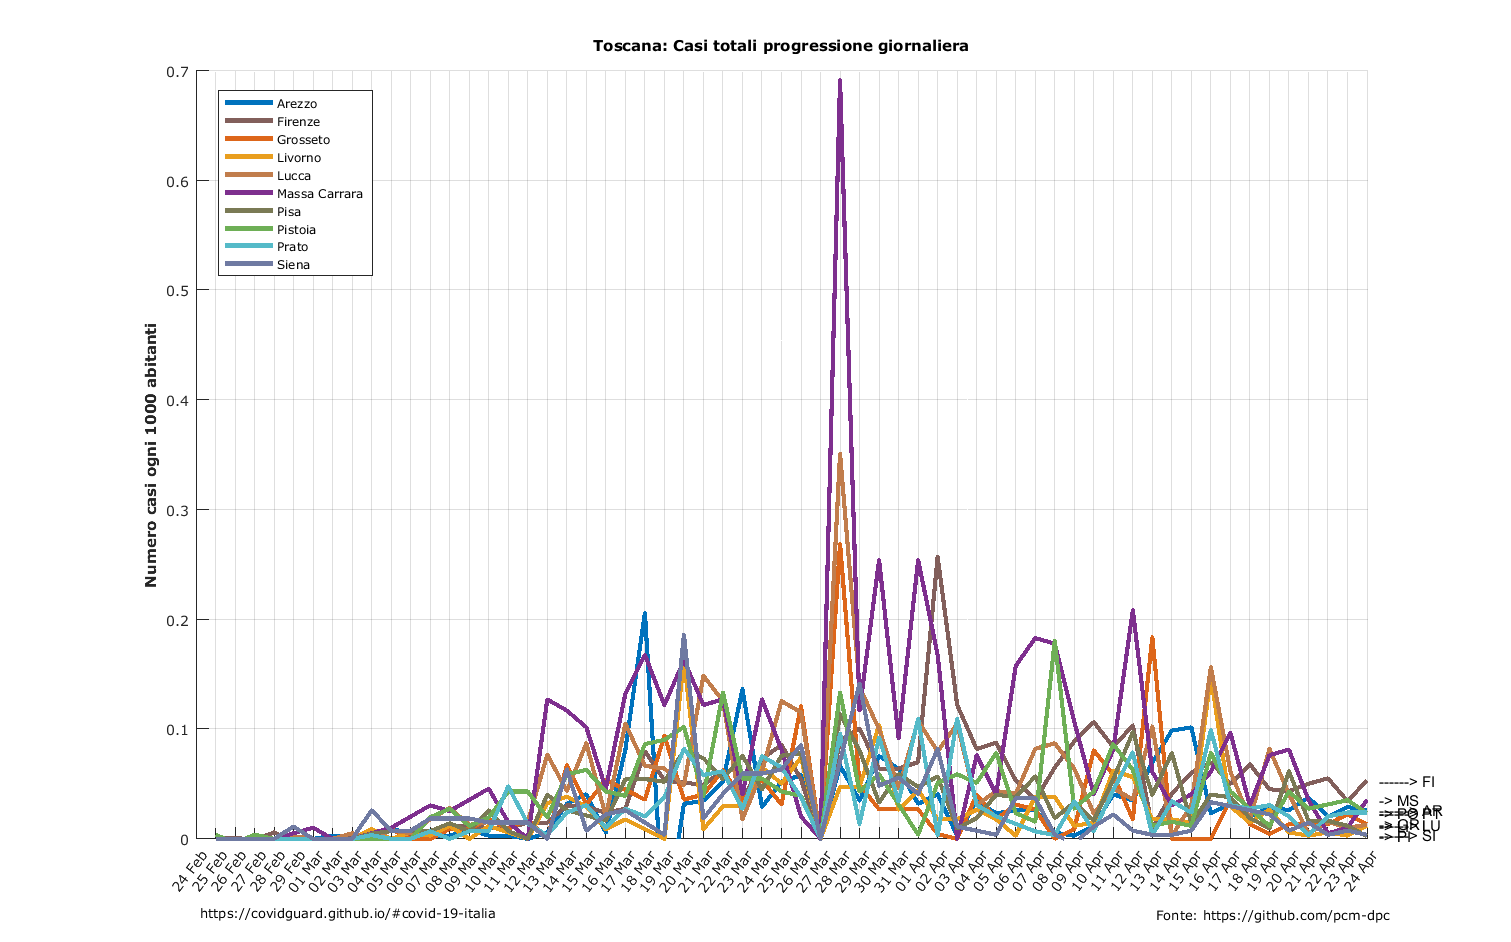 Toscana: Casi totali progressione giornaliera
0.7
0.6
0.5
0.4
0.3
0.2
0.1
0
Numero casi ogni 1000 abitanti
Arezzo
Firenze
Grosseto
Livorno
Lucca
Massa Carrara
Pisa
Pistoia
Prato
Siena
------> FI
-> MS
24 Feb
25 Feb
26 Feb
27 Feb
28 Feb
29 Feb
01 Mar
02 Mar
03 Mar
04 Mar
05 Mar
06 Mar
07 Mar
08 Mar
09 Mar
10 Mar
11 Mar
12 Mar
13 Mar
14 Mar
15 Mar
16 Mar
17 Mar
18 Mar
19 Mar
20 Mar
21 Mar
22 Mar
23 Mar
24 Mar
25 Mar
26 Mar
27 Mar
28 Mar
29 Mar
30 Mar
31 Mar
01 Apr
02 Apr
03 Apr
04 Apr
05 Apr
06 Apr
07 Apr
08 Apr
09 Apr
10 Apr
11 Apr
12 Apr
13 Apr
14 Apr
15 Apr
16 Apr
17 Apr
18 Apr
19 Apr
20 Apr
21 Apr
22 Apr
23 Apr
24 Apr
https://covidguard.github.io/#covid-19-italia
Fonte: https://github.com/pcm-dpc